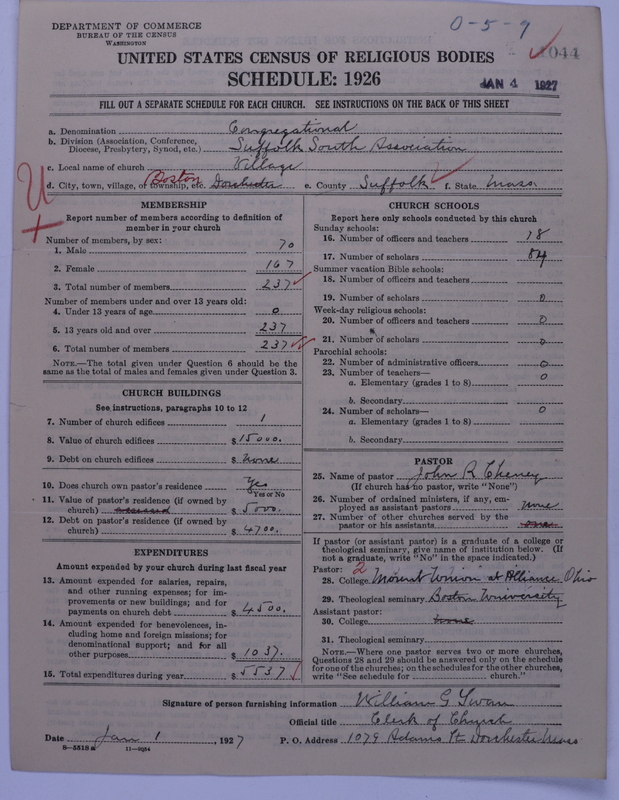 DEPARTMENT OF COMMERCE
BUREAU OF THE CENSUS
WASHINGTON
0-5-9
1044
UNITED STATES CENSUS OF RELIGIOUS BODIES
SCHEDULE: 1926
JAN 4 1927
FILL OUT A SEPARATE SCHEDULE FOR EACH CHURCH. SEE INSTRUCTIONS ON THE BACK OF THIS SHEET
a. Denomination Congregational
b. Division (Association, Conference, Diocese, Presbytery, Synod, etc.) Suffolk South Association
c. Local name of church Village
d. City, town, village, or township, etc. Boston Dorchester e. County Suffolk f. State Mass
MEMBERSHIP
Report number of members according to definition of
member in your church
Number of members, by sex:
1. Male 70
2. Female 167
3. Total number of members 237
Number of members under and over 13 years old:
4. Under 13 years of age 0
5. 13 years old and over 237
6. Total number of members 237
NOTE.—The total given under Question 6 should be the
same as the total of males and females given under Question 3.
CHURCH BUILDINGS
See instructions, paragraphs 10 to 12
7. Number of church edifices 1
8. Value of church edifices $15000.
9. Debt on church edifices $ none
10. Does church own pastor's residence Yes
Yes or No
11. Value of pastor's residence (if owned by
church) assessed $5000.
12. Debt on pastor's residence (if owned by
church) $4700.
EXPENDITURES
Amount expended by your church during last fiscal year
13. Amount expended for salaries, repairs,
and other running expenses; for im-
provements or new buildings; and for
payments on church debt $4500.
14. Amount expended for benevolences, in-
cluding home and foreign missions; for
denominational support; and for all
other purposes $1037.
15. Total expenditures during year $5537
CHURCH SCHOOLS
Report here only schools conducted by this church
Sunday schools:
16. Number of officers and teachers 18
17. Number of scholars 84
Summer vacation Bible schools:
18. Number of officers and teachers
19. Number of scholars 0
Week-day religious schools:
20. Number of officers and teachers 0
21. Number of scholars 0
Parochial schools:
22. Number of administrative officers 0
23. Number of teachers— 0
a. Elementary (grades 1 to 8)
b. Secondary
24. Number of scholars— 0
a. Elementary (grades 1 to 8)
b. Secondary
PASTOR
25. Name of pastor John R Cheney
(If church has no pastor, write "None")
26. Number of ordained ministers, if any, em-
ployed as assistant pastors none
27. Number of other churches served by the
pastor or his assistants one
If pastor (or assistant pastor) is a graduate of a college or
theological seminary, give name of institution below. (If
not a graduate, write "No" in the space indicated.)
Pastor: 2
28. College Mount Union at Alliance Ohio
29. Theological seminary Boston University
Assistant pastor:
30. College none
31. Theological seminary
NOTE.—Where one pastor serves two or more churches,
Questions 28 and 29 should be answered only on the schedule
for one of the churches; on the schedules for the other churches,
write "See schedule for church."
Signature of person furnishing information William G Swan
Official title Clerk of Church
Date Jan 1, 1927 P. O. Address 1079 Adams St Dorchester Mass
8—5518a 11—9264